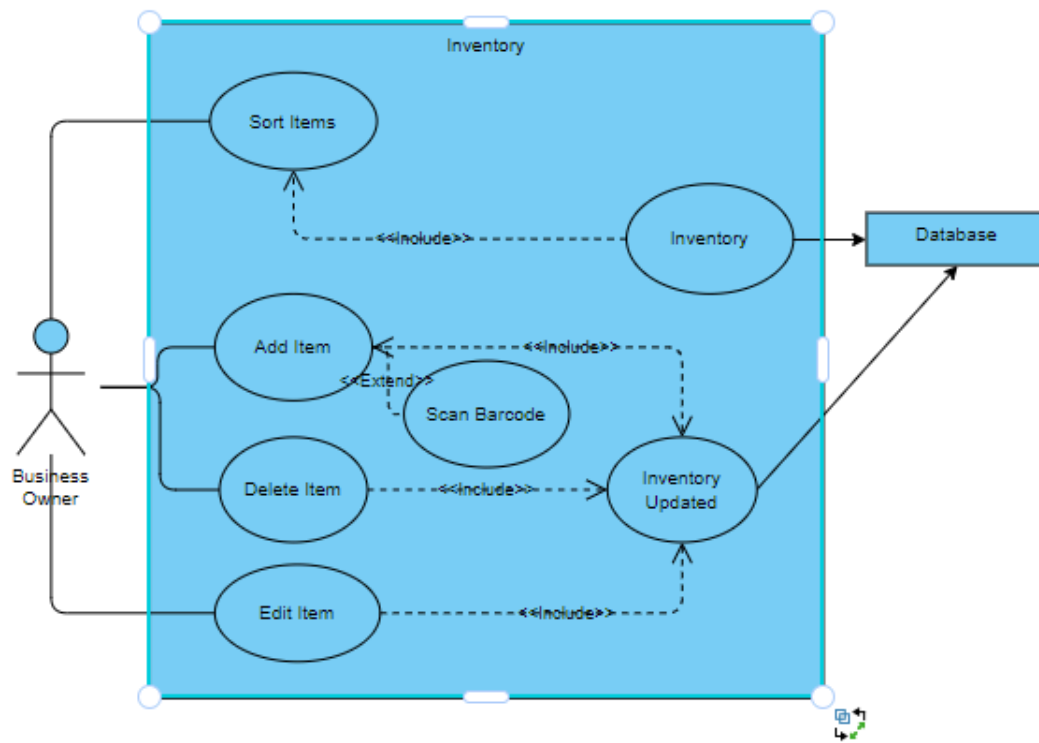 Inventory
Sort Items
<<Include>>
Inventory
Database
Add Item
<<Include>>
<<Extend>>
Scan Barcode
Business
Owner
Delete Item
<<Include>>
Inventory
Updated
Edit Item
<<Include>>